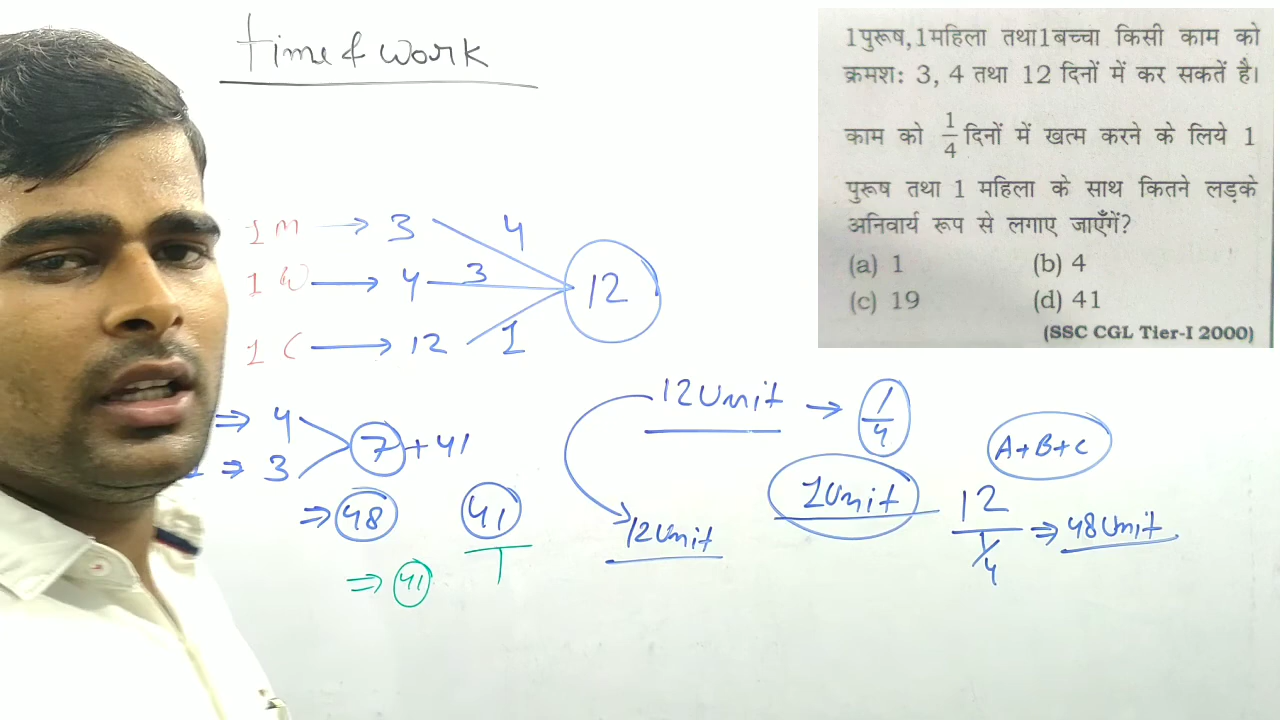 time & work
1पुरूष,1महिला तथा1बच्चा किसी काम को
क्रमशः 3, 4 तथा 12 दिनों में कर सकतें है।
काम को 1/4 दिनों में खत्म करने के लिये 1
पुरूष तथा 1 महिला के साथ कितने लड़के
अनिवार्य रूप से लगाए जाएँगें?
(a) 1 (b) 4
(c) 19 (d) 41
(SSC CGL Tier-I 2000)
1 M → 3 4
1 W → 4 3 12
1 C → 12 1
⇒ 4
7 + 41
⇒ 3
⇒ 48 41
⇒ 41
12 Unit → 1/4
12 Unit
1 Unit
A+B+C
12/1/4 ⇒ 48 Unit